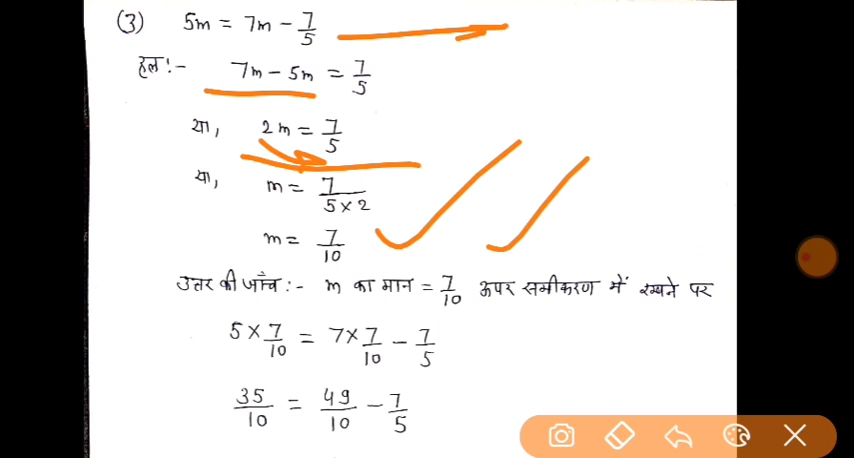 (3) 5m = 7m - 7/5
हल:- 7m - 5m = 7/5
या, 2m = 7/5
या, m = 7/(5×2)
m = 7/10
उत्तर की जाँच:- m का मान = 7/10 ऊपर समीकरण में रखने पर
5 × 7/10 = 7 × 7/10 - 7/5
35/10 = 49/10 - 7/5